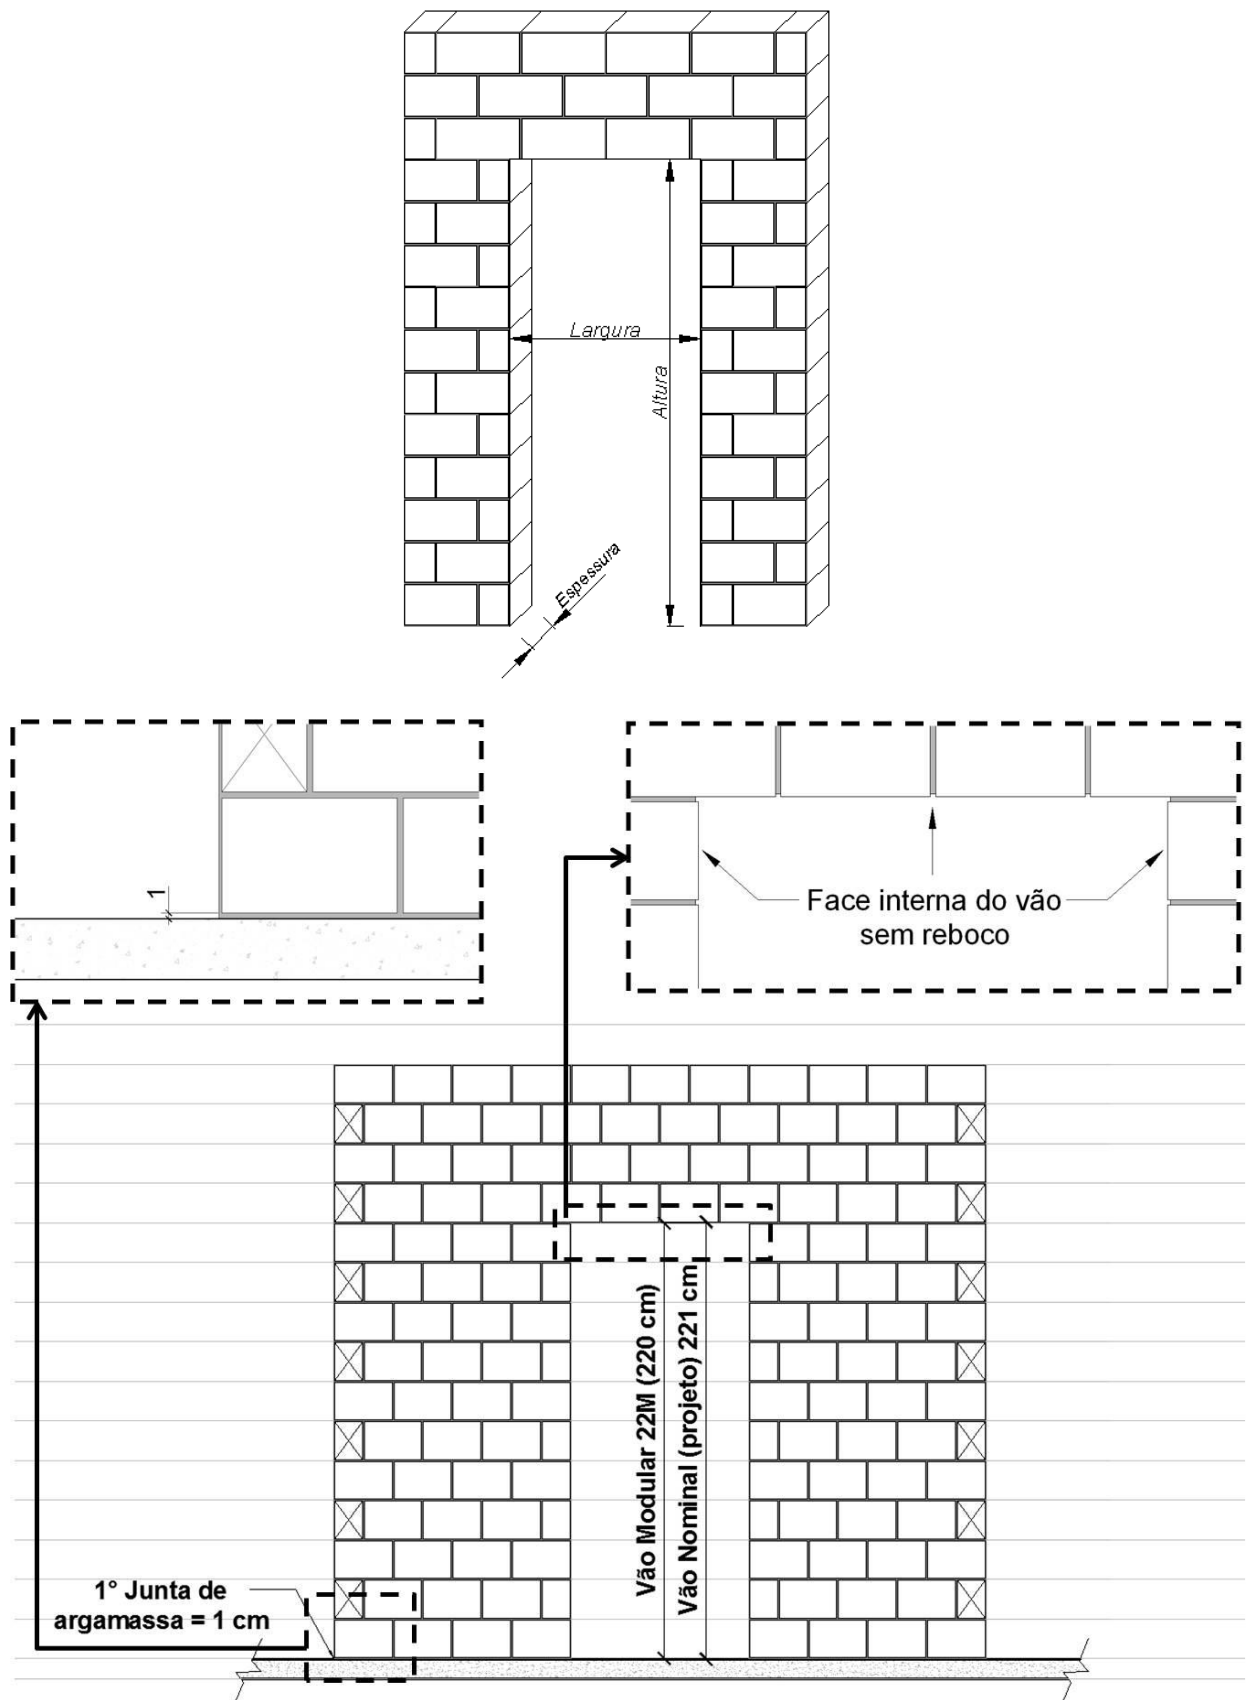 Largura
Altura
Espessura
1
Face interna do vão
sem reboco
Vão Modular 22M (220 cm)
Vão Nominal (projeto) 221 cm
1° Junta de
argamassa = 1 cm